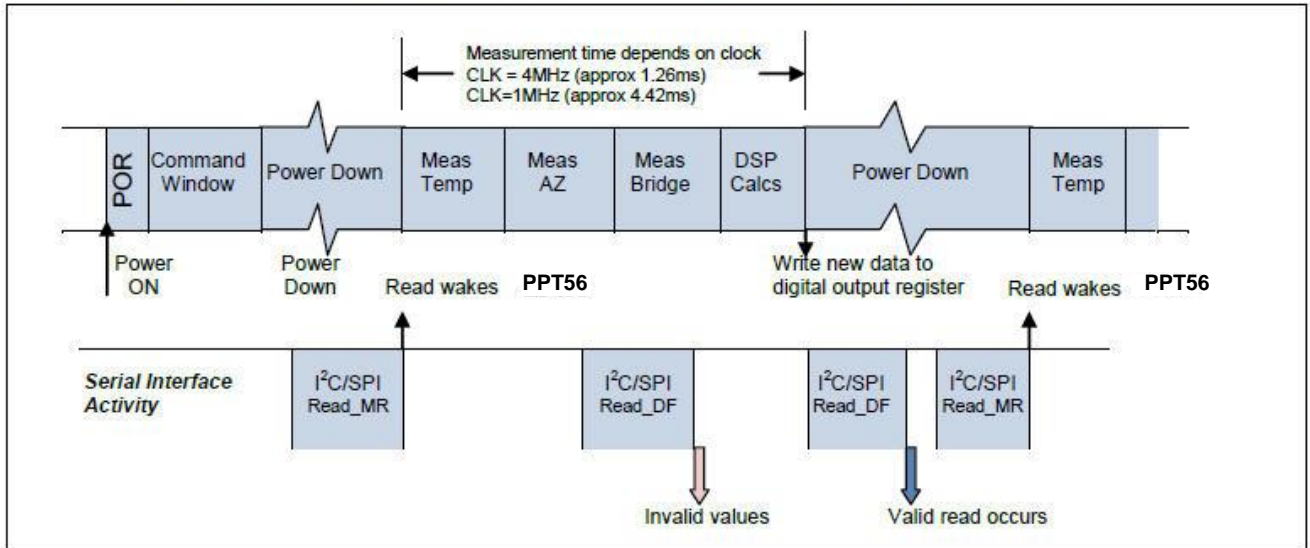 Measurement time depends on clock
CLK = 4MHz (approx 1.26ms)
CLK=1MHz (approx 4.42ms)
POR
Command
Window
Power Down
Meas
Temp
Meas
AZ
Meas
Bridge
DSP
Calcs
Power Down
Meas
Temp
Power
ON
Power
Down
Read wakes PPT56
Write new data to
digital output register
Read wakes PPT56
Serial Interface
Activity
I²C/SPI
Read_MR
I²C/SPI
Read_DF
I²C/SPI
Read_DF
I²C/SPI
Read_MR
Invalid values
Valid read occurs